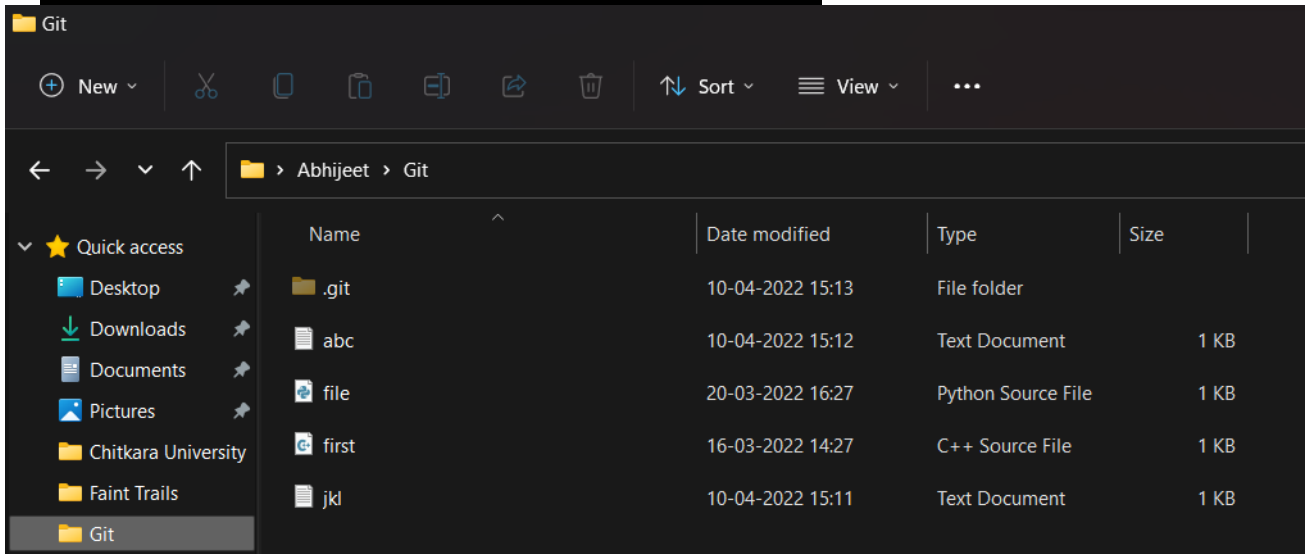 Git
New Sort View
Abhijeet > Git
Name Date modified Type Size
Quick access
Desktop
Downloads
Documents
Pictures
Chitkara University
Faint Trails
Git
.git 10-04-2022 15:13 File folder
abc 10-04-2022 15:12 Text Document 1 KB
file 20-03-2022 16:27 Python Source File 1 KB
first 16-03-2022 14:27 C++ Source File 1 KB
jkl 10-04-2022 15:11 Text Document 1 KB